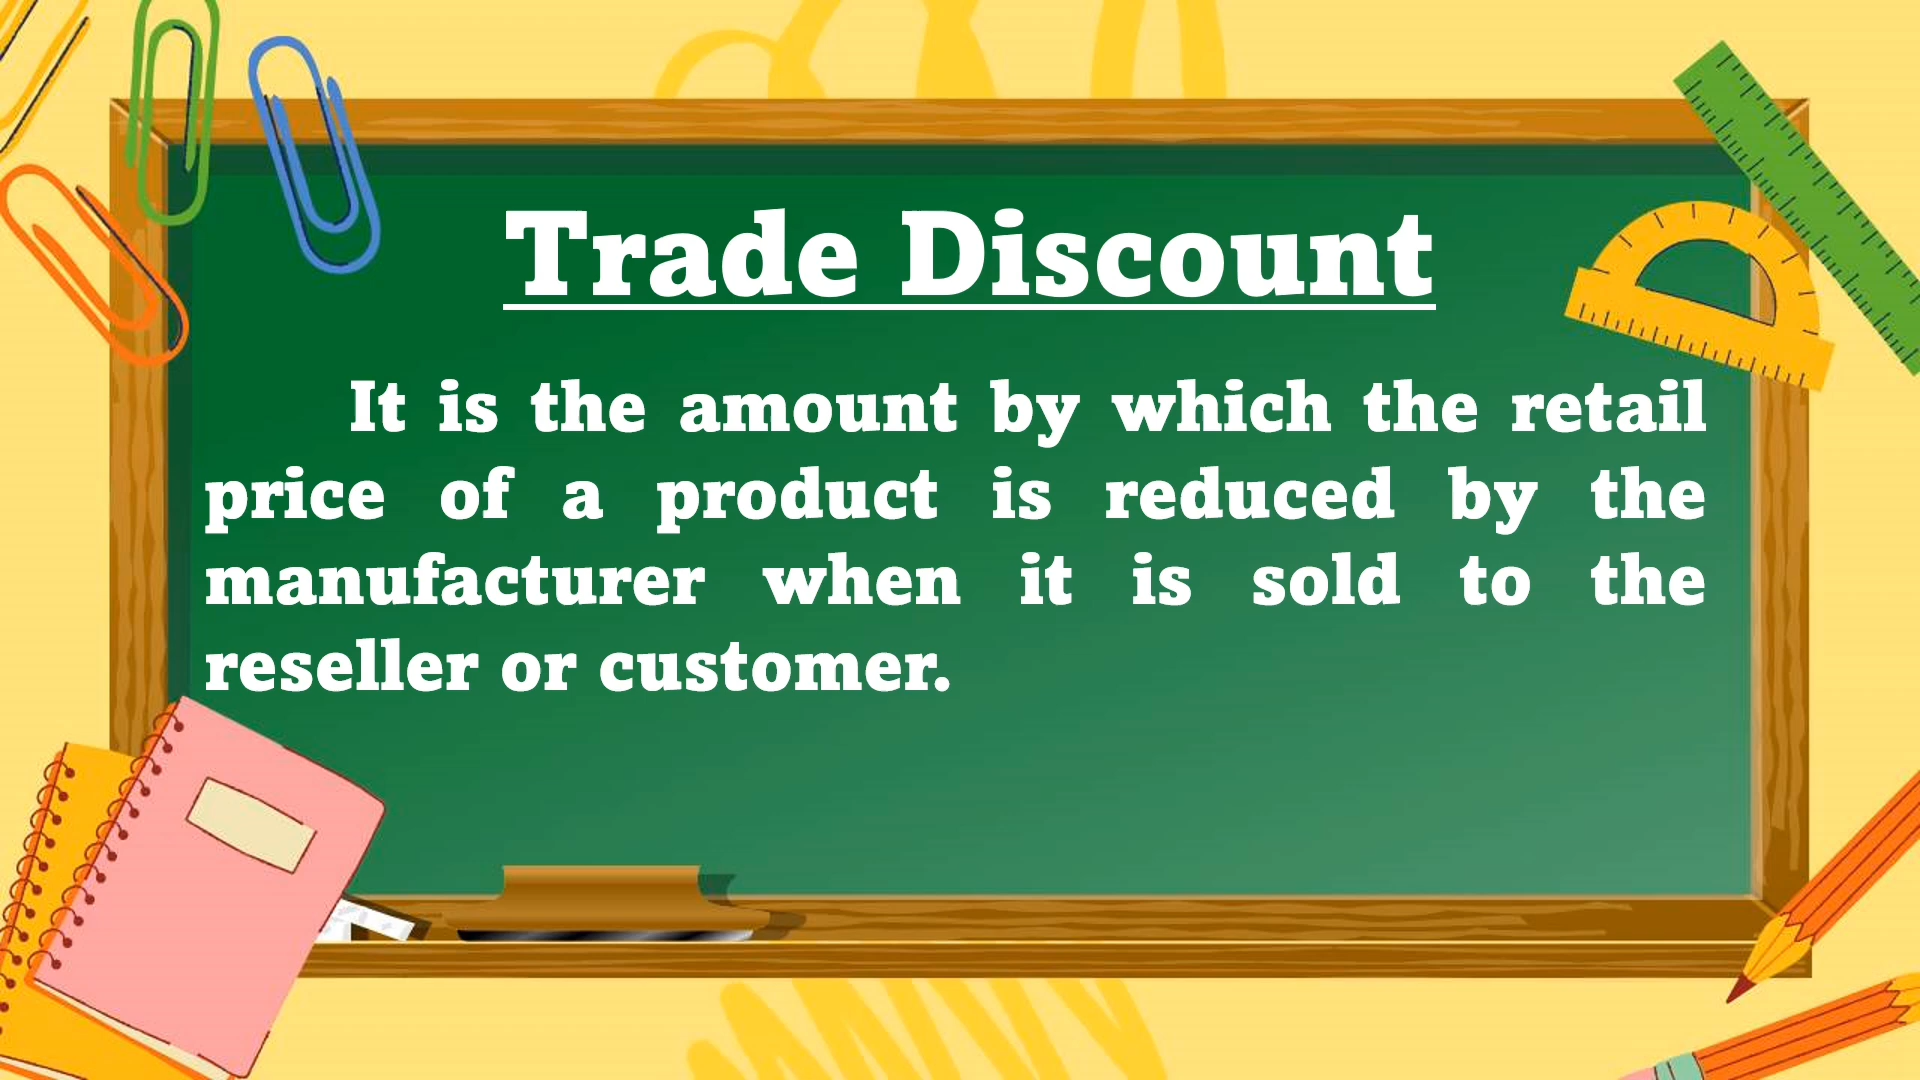 Trade Discount
It is the amount by which the retail
price of a product is reduced by the
manufacturer when it is sold to the
reseller or customer.